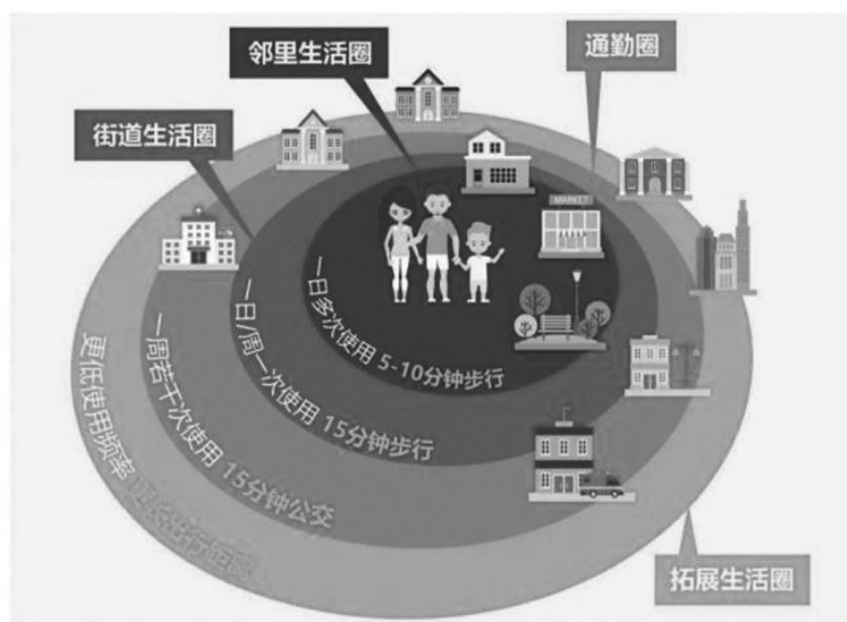 邻里生活圈
通勤圈
街道生活圈
MARKET
一日多次使用 5-10分钟步行
一日/周一次使用 15分钟步行
一周若干次使用 15分钟公交
更低使用频率
拓展生活圈